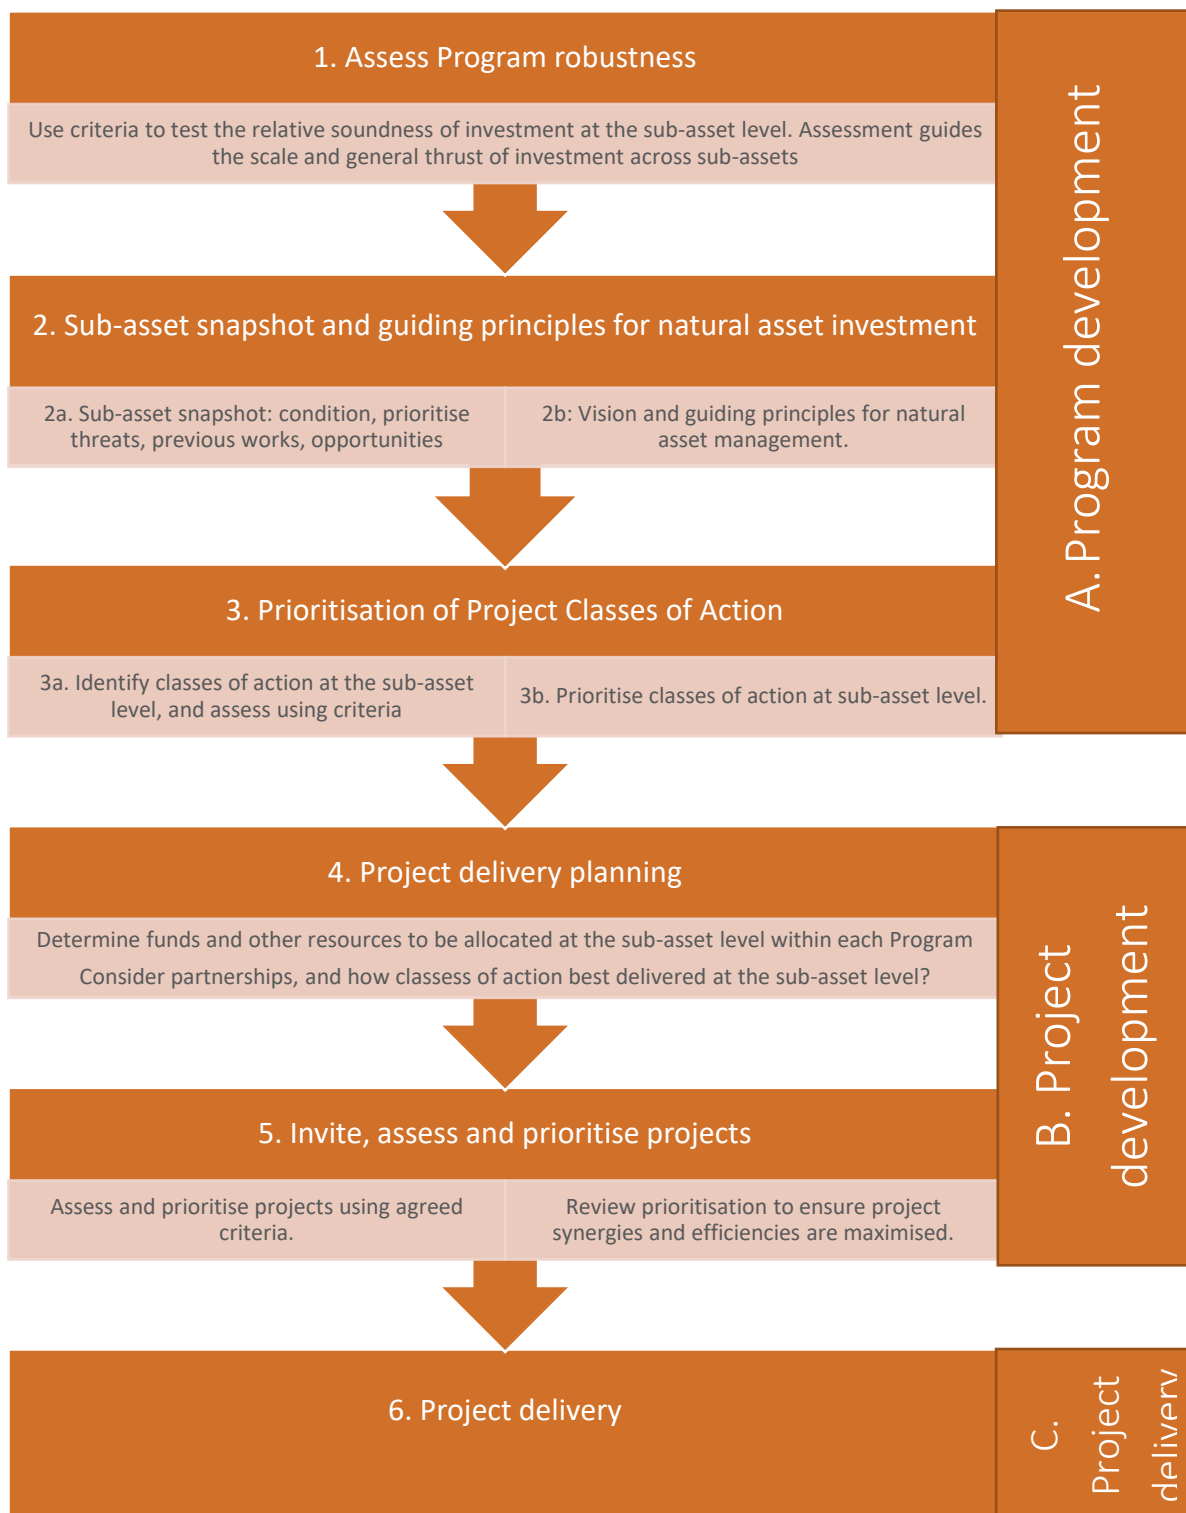 1. Assess Program robustness
Use criteria to test the relative soundness of investment at the sub-asset level. Assessment guides
the scale and general thrust of investment across sub-assets
2. Sub-asset snapshot and guiding principles for natural asset investment
2a. Sub-asset snapshot: condition, prioritise
threats, previous works, opportunities
2b: Vision and guiding principles for natural
asset management.
3. Prioritisation of Project Classes of Action
3a. Identify classes of action at the sub-asset
level, and assess using criteria
3b. Prioritise classes of action at sub-asset level.
A. Program development
4. Project delivery planning
Determine funds and other resources to be allocated at the sub-asset level within each Program
Consider partnerships, and how classess of action best delivered at the sub-asset level?
5. Invite, assess and prioritise projects
Assess and prioritise projects using agreed
criteria.
Review prioritisation to ensure project
synergies and efficiencies are maximised.
B. Project
development
6. Project delivery
C.
Project
delivery